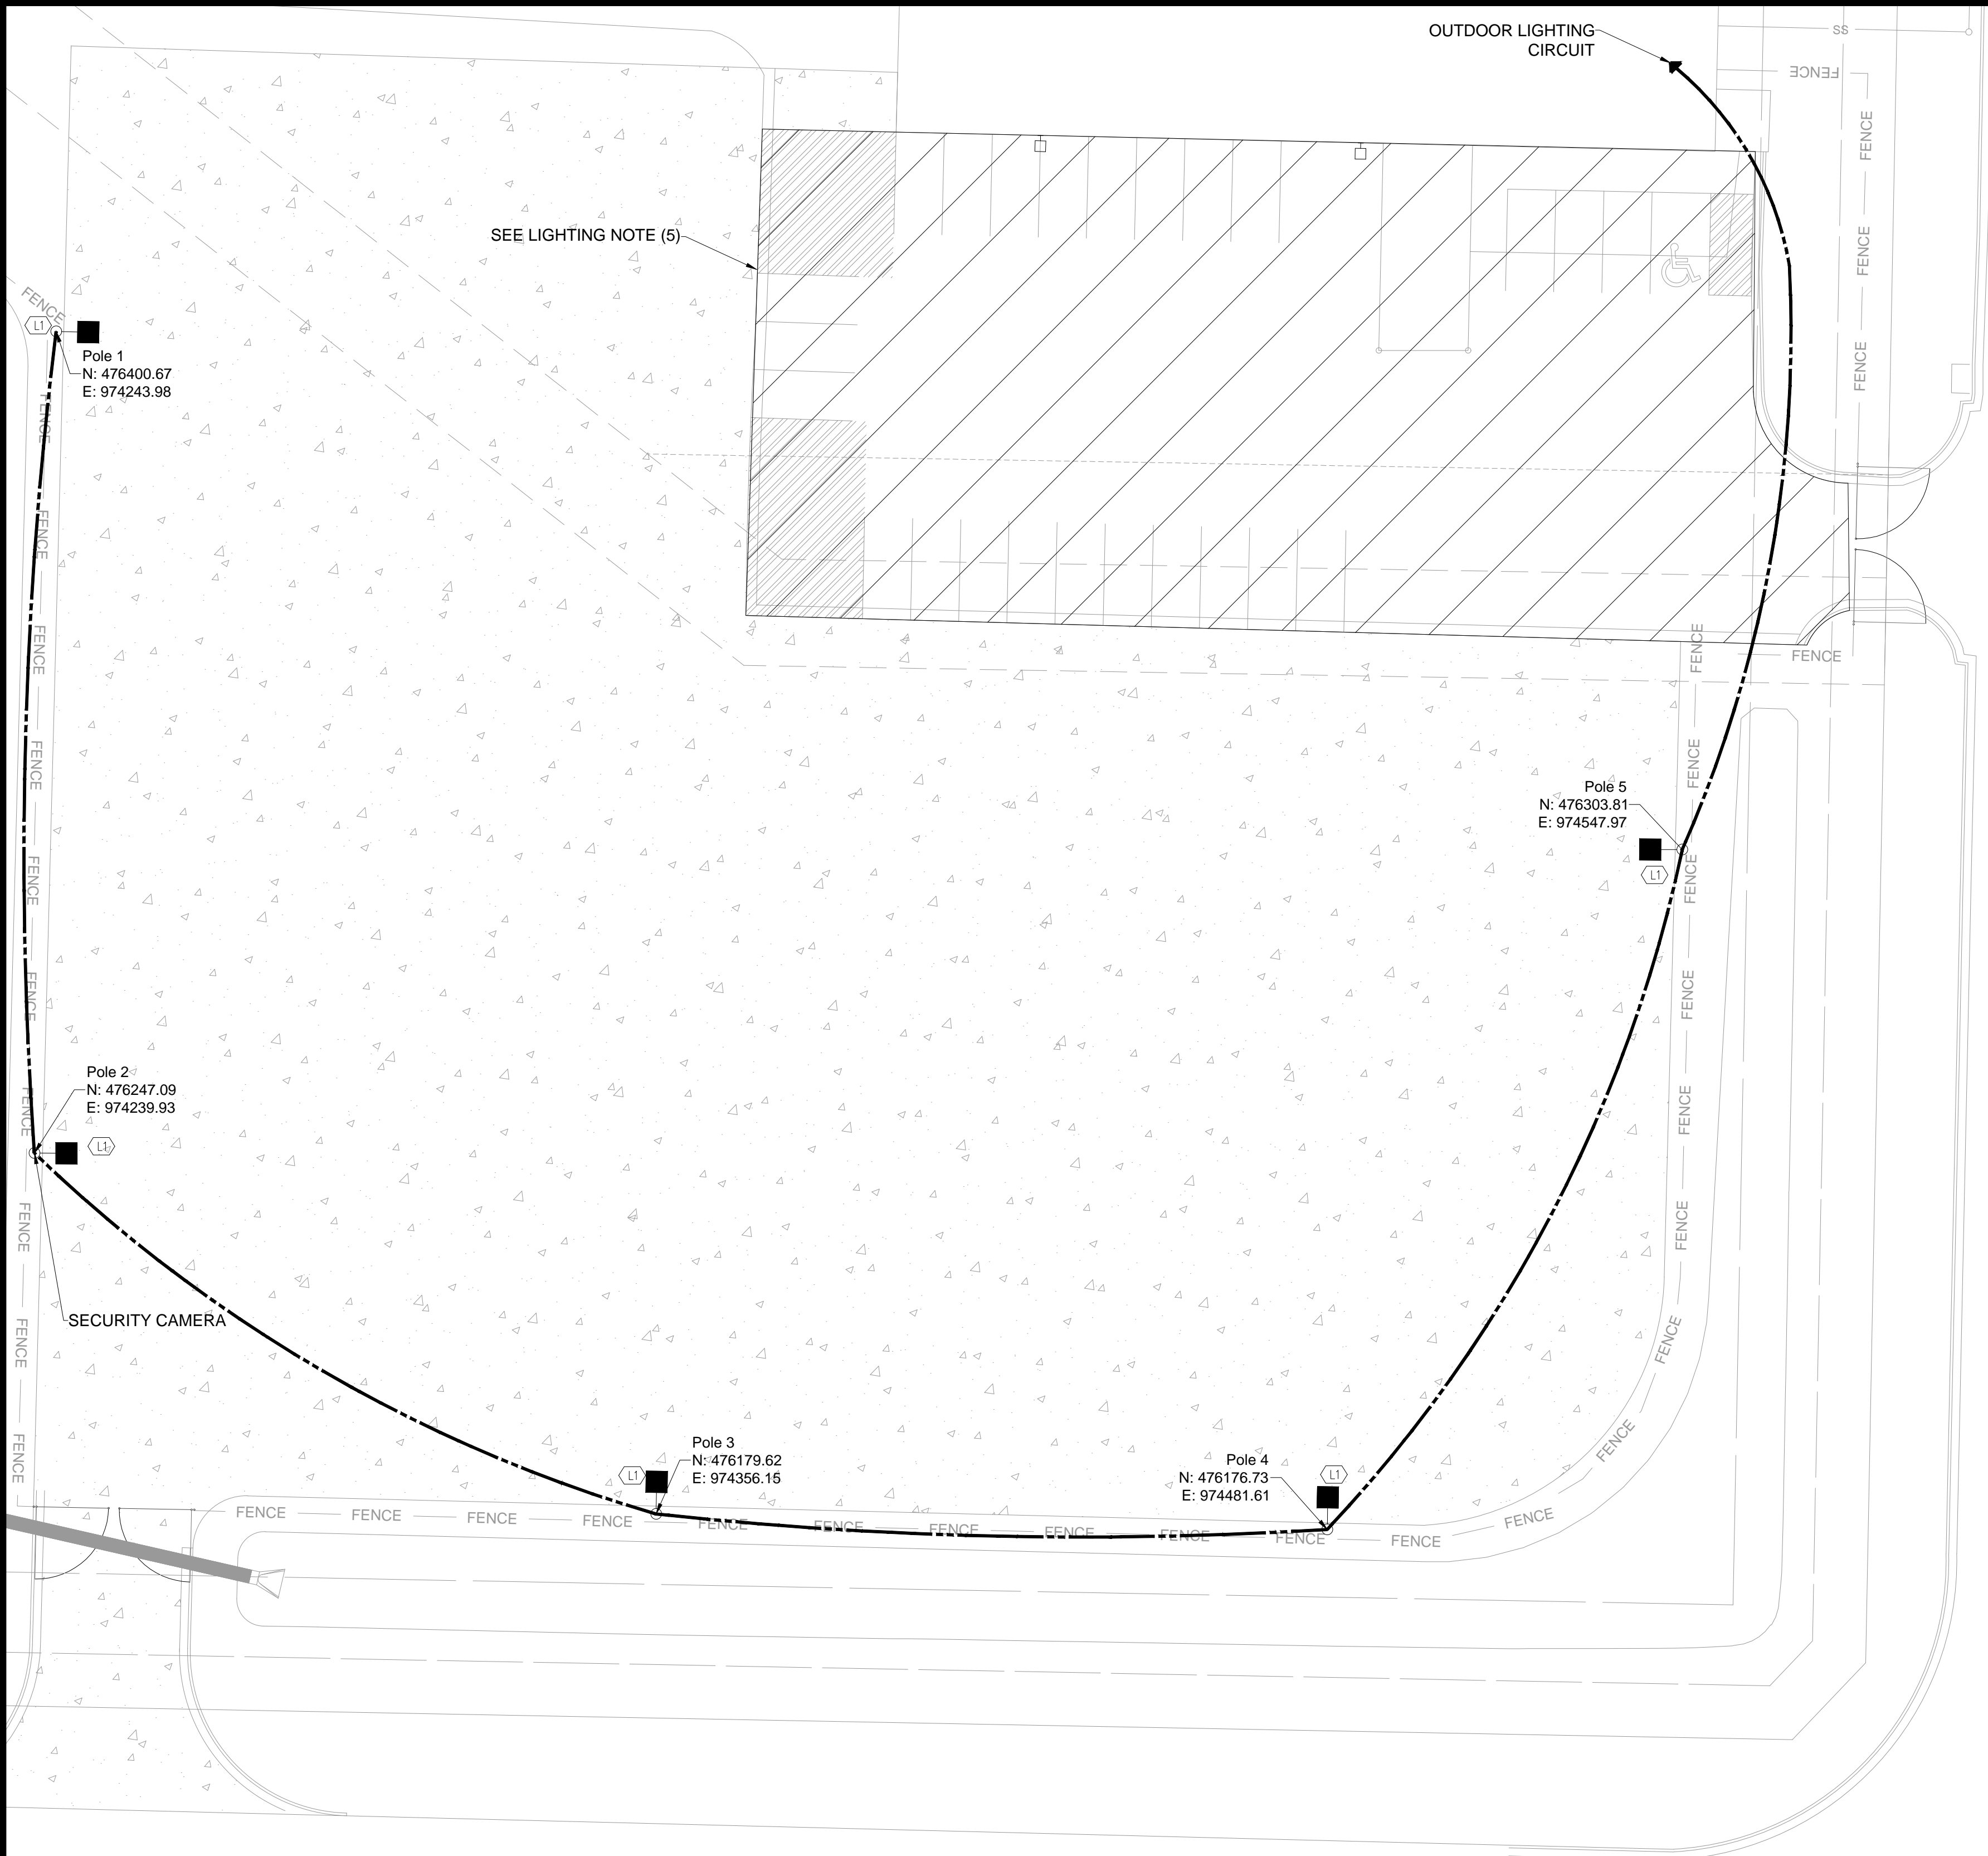 OUTDOOR LIGHTING
CIRCUIT
SS
FENCE
FENCE
FENCE
FENCE
SEE LIGHTING NOTE (5)
FENCE
L1
Pole 1
N: 476400.67
E: 974243.98
FENCE
FENCE
FENCE
FENCE
FENCE
FENCE
FENCE
FENCE
FENCE
FENCE
FENCE
FENCE
Pole 5
N: 476303.81
E: 974547.97
L1
FENCE
FENCE
FENCE
FENCE
FENCE
FENCE
FENCE
Pole 2
N: 476247.09
E: 974239.93
L1
SECURITY CAMERA
Pole 3
N: 476179.62
E: 974356.15
L1
Pole 4
N: 476176.73
E: 974481.61
L1
FENCE
FENCE
FENCE
FENCE
FENCE
FENCE
FENCE
FENCE
FENCE
FENCE
FENCE
FENCE